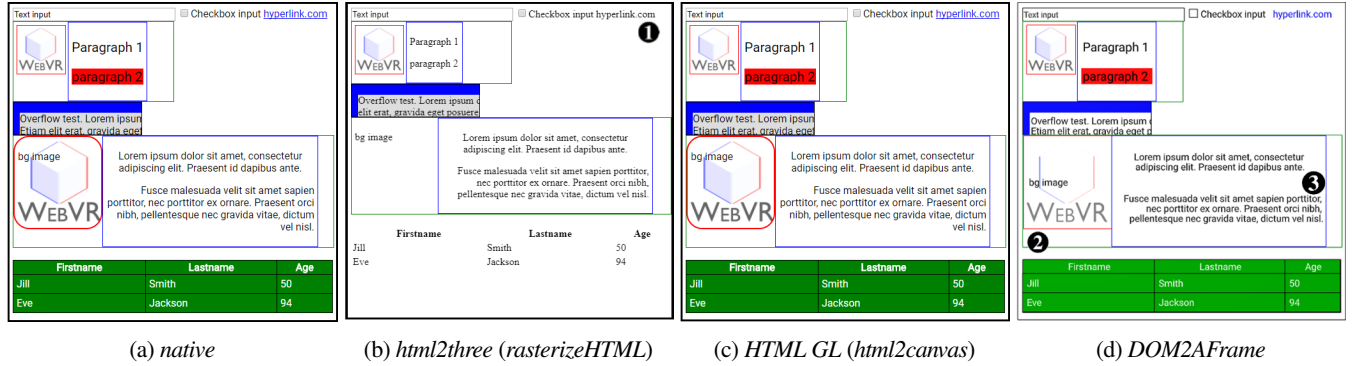 Text input
Checkbox input hyperlink.com
WEBVR
Paragraph 1
paragraph 2
Overflow test. Lorem ipsum
Etiam elit erat, gravida eget
bg image
WEBVR
Lorem ipsum dolor sit amet, consectetur
adipiscing elit. Praesent id dapibus ante.
Fusce malesuada velit sit amet sapien
porttitor, nec porttitor ex ornare. Praesent orci
nibh, pellentesque nec gravida vitae, dictum
vel nisl.
Firstname Lastname Age
Jill Smith 50
Eve Jackson 94
(a) native
Text input
Checkbox input hyperlink.com
1
WEBVR
Paragraph 1
paragraph 2
Overflow test. Lorem ipsum d
elit erat, gravida eget posuere
bg image
Lorem ipsum dolor sit amet, consectetur
adipiscing elit. Praesent id dapibus ante.
Fusce malesuada velit sit amet sapien porttitor,
nec porttitor ex ornare. Praesent orci nibh,
pellentesque nec gravida vitae, dictum vel nisl.
Firstname Lastname Age
Jill Smith 50
Eve Jackson 94
(b) html2three (rasterizeHTML)
Text input
Checkbox input hyperlink.com
WEBVR
Paragraph 1
paragraph 2
Overflow test. Lorem ipsum
Etiam elit erat, gravida eget
bg image
WEBVR
Lorem ipsum dolor sit amet, consectetur
adipiscing elit. Praesent id dapibus ante.
Fusce malesuada velit sit amet sapien
porttitor, nec porttitor ex ornare. Praesent orci
nibh, pellentesque nec gravida vitae, dictum
vel nisl.
Firstname Lastname Age
Jill Smith 50
Eve Jackson 94
(c) HTML GL (html2canvas)
Text input
Checkbox input hyperlink.com
WEBVR
Paragraph 1
paragraph 2
Overflow test. Lorem ipsum
Etiam elit erat, gravida eget p
bg image
WEBVR
Lorem ipsum dolor sit amet, consectetur
adipiscing elit. Praesent id dapibus ante.
3
Fusce malesuada velit sit amet sapien porttitor,
nec porttitor ex ornare. Praesent orci nibh,
pellentesque nec gravida vitae, dictum vel nisl.
2
Firstname Lastname Age
Jill Smith 50
Eve Jackson 94
(d) DOM2AFrame